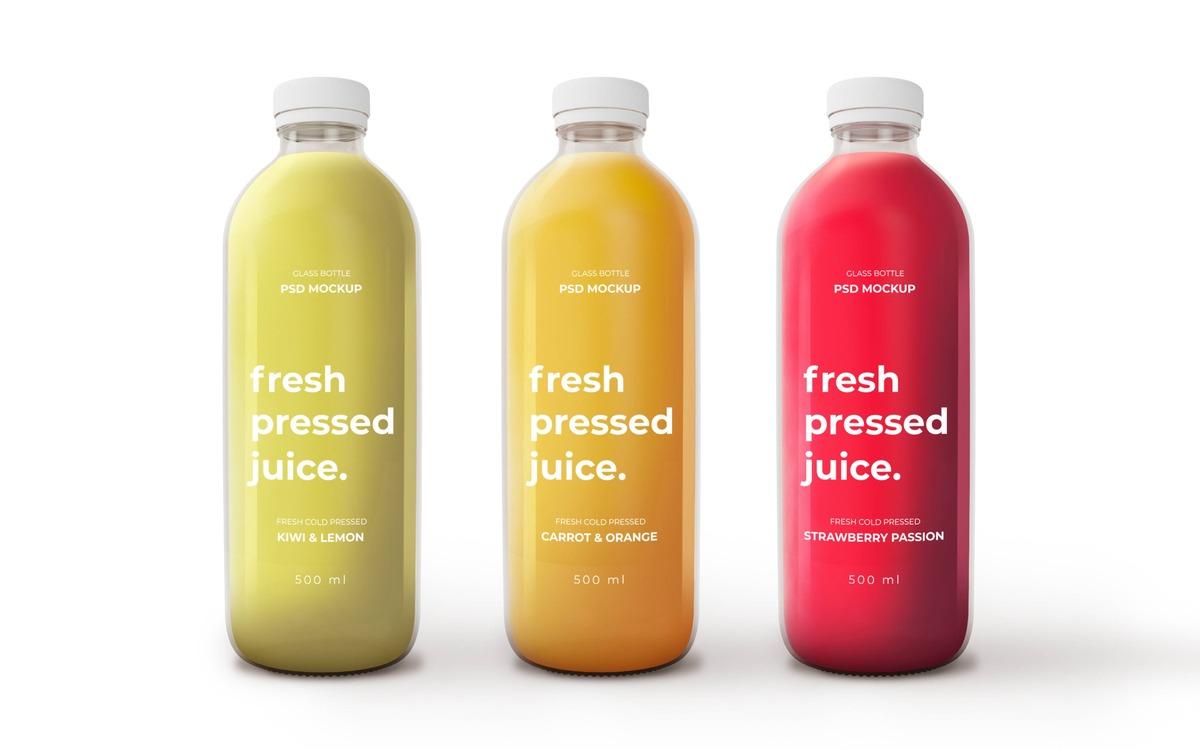 GLASS BOTTLE
PSD MOCKUP
fresh
pressed
juice.
FRESH COLD PRESSED
KIWI & LEMON
500 ml
GLASS BOTTLE
PSD MOCKUP
fresh
pressed
juice.
FRESH COLD PRESSED
CARROT & ORANGE
500 ml
GLASS BOTTLE
PSD MOCKUP
fresh
pressed
juice.
FRESH COLD PRESSED
STRAWBERRY PASSION
500 ml